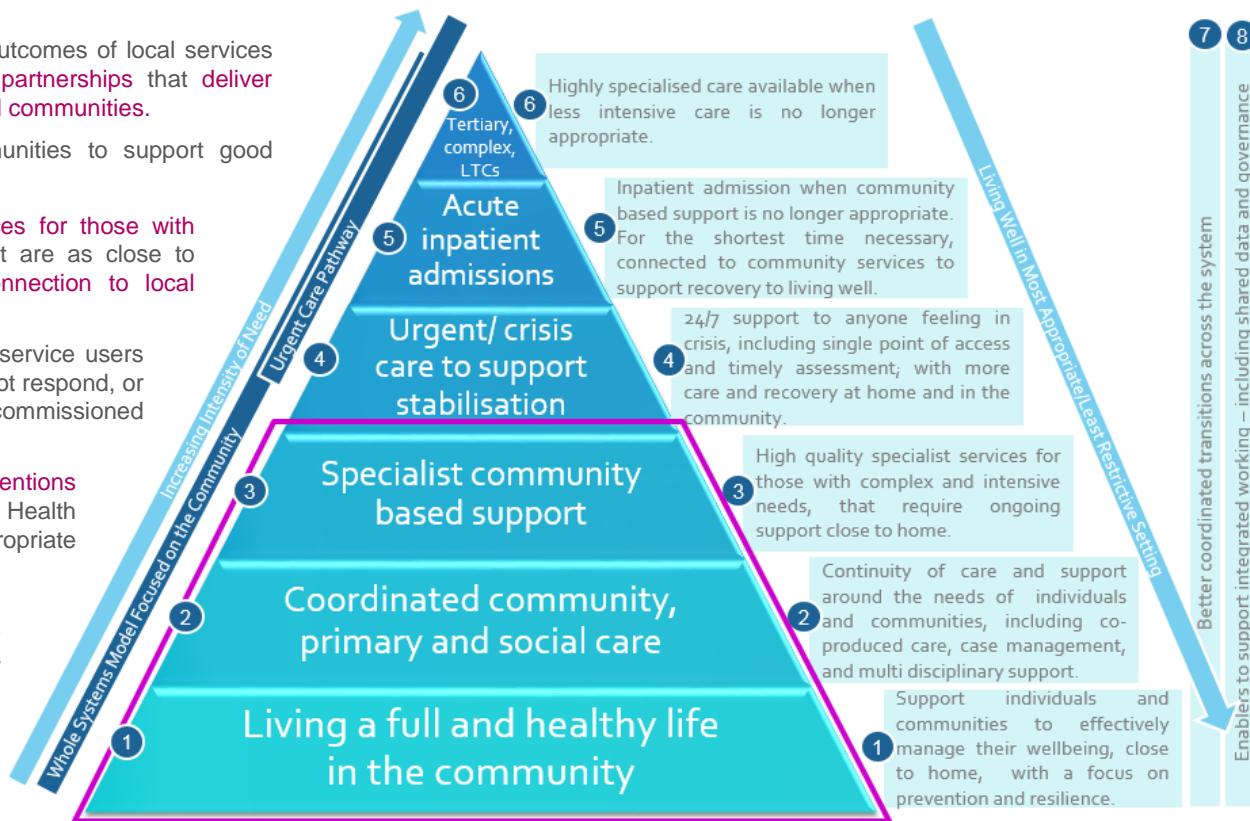 utcomes of local services
partnerships that deliver
d communities.
munities to support good
ces for those with
t are as close to
nnection to local
service users
ot respond, or
commissioned
entions
Health
propriate
Increasing Intensity of Need
Whole Systems Model Focused on the Community
Urgent Care Pathway
6
Tertiary,
complex,
LTCs
5
Acute
inpatient
admissions
4
Urgent/ crisis
care to support
stabilisation
3
Specialist community
based support
2
Coordinated community,
primary and social care
1
Living a full and healthy life
in the community
6
Highly specialised care available when
less intensive care is no longer
appropriate.
5
Inpatient admission when community
based support is no longer appropriate.
For the shortest time necessary,
connected to community services to
support recovery to living well.
4
24/7 support to anyone feeling in
crisis, including single point of access
and timely assessment; with more
care and recovery at home and in the
community.
3
High quality specialist services for
those with complex and intensive
needs, that require ongoing
support close to home.
2
Continuity of care and support
around the needs of individuals
and communities, including co-
produced care, case management,
and multi disciplinary support.
1
Support individuals and
communities to effectively
manage their wellbeing, close
to home, with a focus on
prevention and resilience.
Living Well in Most Appropriate/Least Restrictive Setting
7
Better coordinated transitions across the system
8
Enablers to support integrated working – including shared data and governance